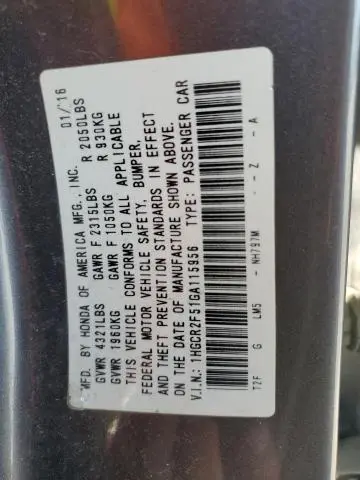 MFD. BY HONDA OF AMERICA MFG., INC. 01/16
GVWR 4321LBS GAWR F 2315LBS R 2050LBS
GVWR 1960KG GAWR F 1050KG R 930KG
THIS VEHICLE CONFORMS TO ALL APPLICABLE
FEDERAL MOTOR VEHICLE SAFETY, BUMPER,
AND THEFT PREVENTION STANDARDS IN EFFECT
ON THE DATE OF MANUFACTURE SHOWN ABOVE.
V.I.N.: 1HGCR2F51GA115956 TYPE: PASSENGER CAR
T2F G LM5 - NH797M - - Z - A